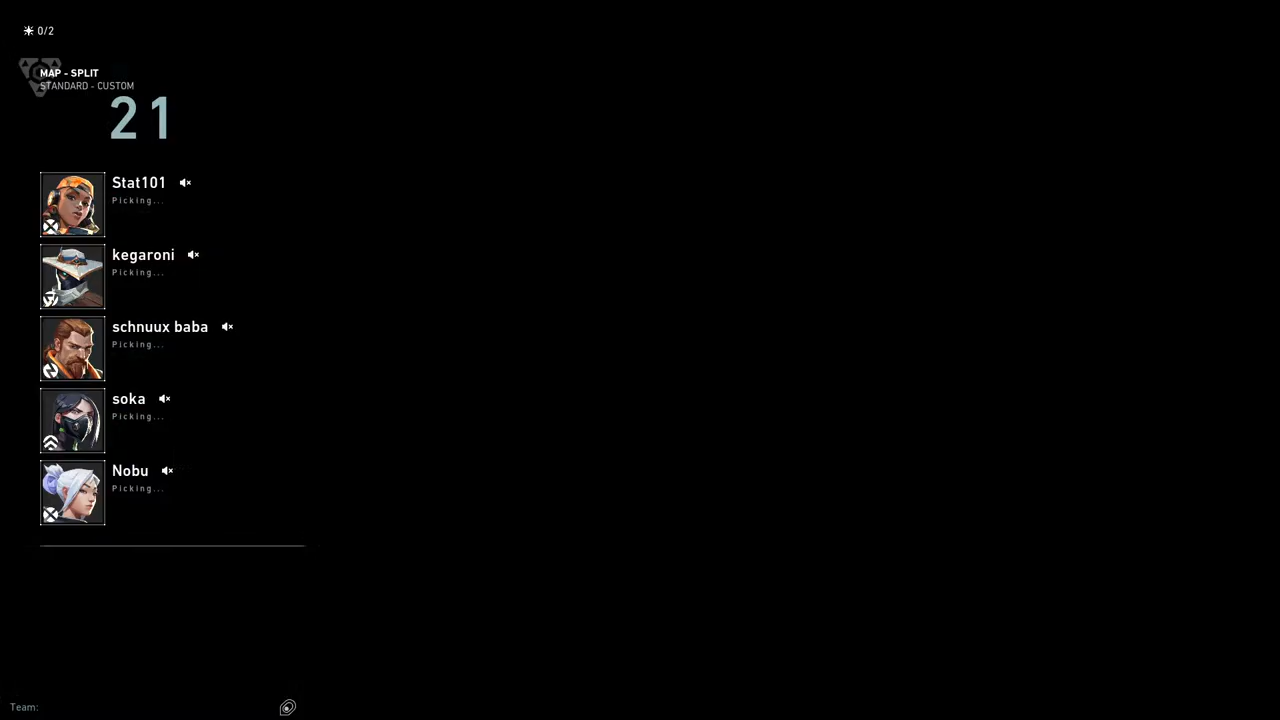 0/2
MAP - SPLIT
STANDARD - CUSTOM
21
Stat101
Picking...
kegaroni
Picking...
schnuux baba
Picking...
soka
Picking...
Nobu
Picking...
Team: